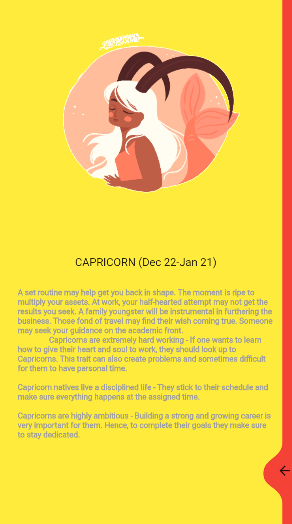 CAPRICORN (Dec 22-Jan 21)
A set routine may help get you back in shape. The moment is ripe to
multiply your assets. At work, your half-hearted attempt may not get the
results you seek. A family youngster will be instrumental in furthering the
business. Those fond of travel may find their wish coming true. Someone
may seek your guidance on the academic front.
Capricorns are extremely hard working - If one wants to learn
how to give their heart and soul to work, they should look up to
Capricorns. This trait can also create problems and sometimes difficult
for them to have personal time.
Capricorn natives live a disciplined life - They stick to their schedule and
make sure everything happens at the assigned time.
Capricorns are highly ambitious - Building a strong and growing career is
very important for them. Hence, to complete their goals they make sure
to stay dedicated.